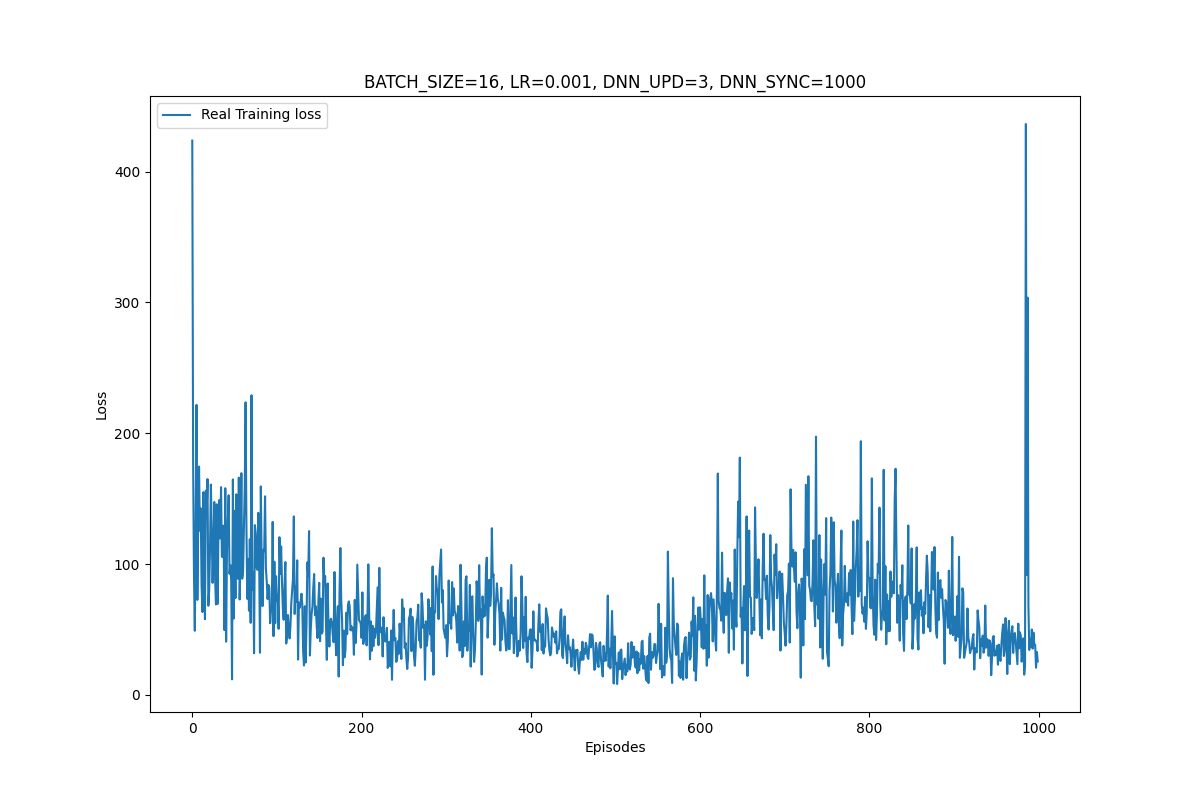 BATCH_SIZE=16, LR=0.001, DNN_UPD=3, DNN_SYNC=1000
Real Training loss
400
300
200
100
0
Loss
0 200 400 600 800 1000
Episodes